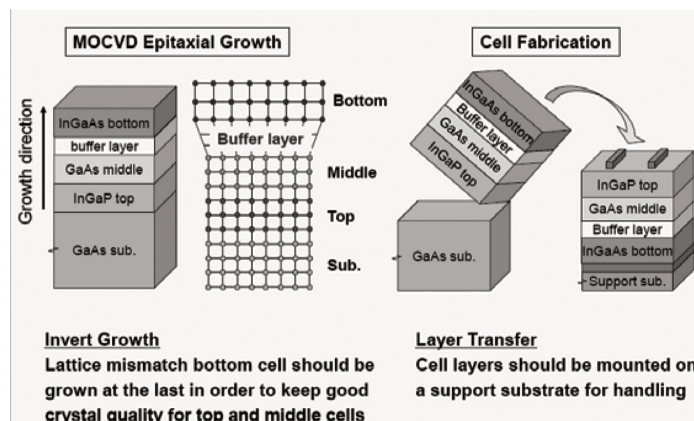 MOCVD Epitaxial Growth
Growth direction
InGaAs bottom
buffer layer
GaAs middle
InGaP top
GaAs sub.
Bottom
Buffer layer
Middle
Top
Sub.
Invert Growth
Lattice mismatch bottom cell should be
grown at the last in order to keep good
crystal quality for top and middle cells
Cell Fabrication
InGaAs bottom
Buffer layer
GaAs middle
InGaP top
GaAs sub.
InGaP top
GaAs middle
Buffer layer
InGaAs bottom
Support sub.
Layer Transfer
Cell layers should be mounted on
a support substrate for handling